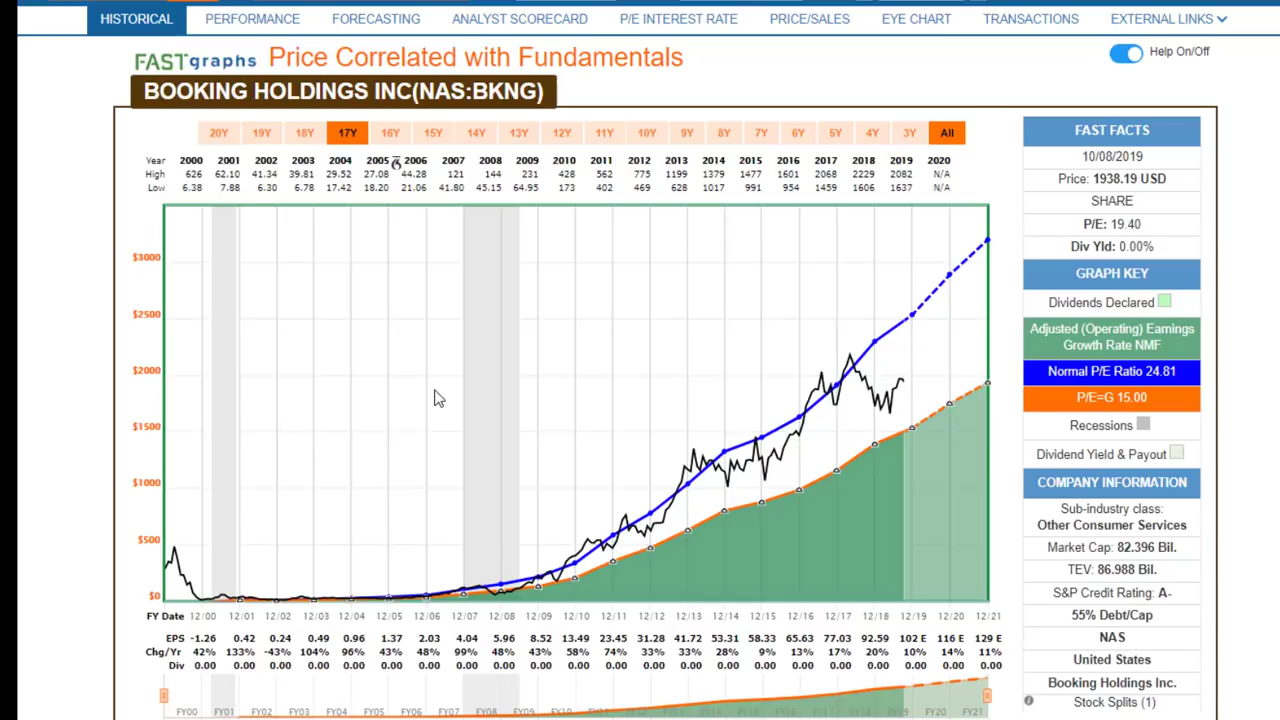 HISTORICAL PERFORMANCE FORECASTING ANALYST SCORECARD P/E INTEREST RATE PRICE/SALES EYE CHART TRANSACTIONS EXTERNAL LINKS
FASTgraphs Price Correlated with Fundamentals
Help On/Off
BOOKING HOLDINGS INC(NAS:BKNG)
20Y 19Y 18Y 17Y 16Y 15Y 14Y 13Y 12Y 11Y 10Y 9Y 8Y 7Y 6Y 5Y 4Y 3Y All
Year 2000 2001 2002 2003 2004 2005 2006 2007 2008 2009 2010 2011 2012 2013 2014 2015 2016 2017 2018 2019 2020
High 626 62.10 41.34 39.81 29.52 27.08 44.28 121 144 231 428 562 775 1199 1379 1477 1601 2068 2229 2082 N/A
Low 6.38 7.88 6.30 6.78 17.42 18.20 21.06 41.80 45.15 64.95 173 402 469 628 1017 991 954 1459 1606 1637 N/A
$3000
$2500
$2000
$1500
$1000
$500
$0
FY Date 12/00 12/01 12/02 12/03 12/04 12/05 12/06 12/07 12/08 12/09 12/10 12/11 12/12 12/13 12/14 12/15 12/16 12/17 12/18 12/19 12/20 12/21
EPS -1.26 0.42 0.24 0.49 0.96 1.37 2.03 4.04 5.96 8.52 13.49 23.45 31.28 41.72 53.31 58.33 65.63 77.03 92.59 102 E 116 E 129 E
Chg/Yr 42% 133% -43% 104% 96% 43% 48% 99% 48% 43% 58% 74% 33% 33% 28% 9% 13% 17% 20% 10% 14% 11%
Div 0.00 0.00 0.00 0.00 0.00 0.00 0.00 0.00 0.00 0.00 0.00 0.00 0.00 0.00 0.00 0.00 0.00 0.00 0.00 0.00 0.00 0.00
FY00 FY01 FY02 FY03 FY04 FY05 FY06 FY07 FY08 FY09 FY10 FY11 FY12 FY13 FY14 FY15 FY16 FY17 FY18 FY19 FY20 FY21
FAST FACTS
10/08/2019
Price: 1938.19 USD
SHARE
P/E: 19.40
Div Yld: 0.00%
GRAPH KEY
Dividends Declared
Adjusted (Operating) Earnings
Growth Rate NMF
Normal P/E Ratio 24.81
P/E=G 15.00
Recessions
Dividend Yield & Payout
COMPANY INFORMATION
Sub-industry class:
Other Consumer Services
Market Cap: 82.396 Bil.
TEV: 86.988 Bil.
S&P Credit Rating: A-
55% Debt/Cap
NAS
United States
Booking Holdings Inc.
Stock Splits (1)